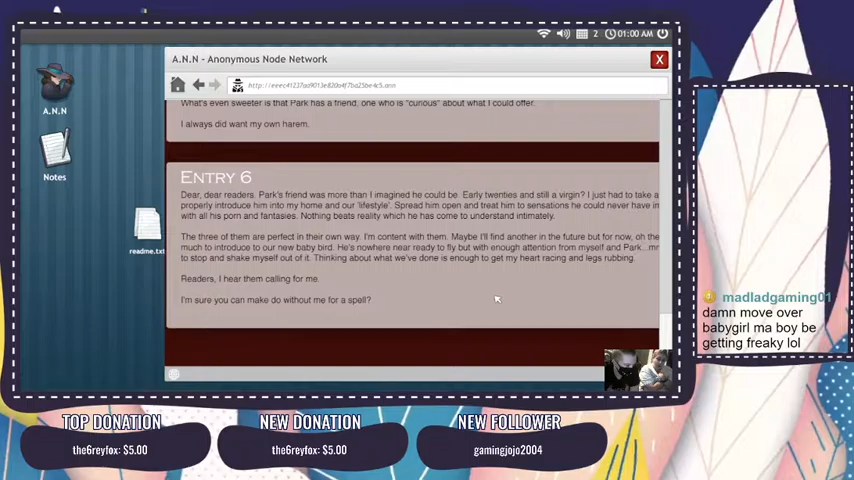 2 01:00 AM
A.N.N - Anonymous Node Network
X
http://eeec41237aa9013e820a4f7ba25be4c5.ann
A.N.N
Notes
readme.txt
What's even sweeter is that Park has a friend, one who is "curious" about what I could offer.
I always did want my own harem.
ENTRY 6
Dear, dear readers. Park's friend was more than I imagined he could be. Early twenties and still a virgin? I just had to take a
properly introduce him into my home and our 'lifestyle'. Spread him open and treat him to sensations he could never have in
with all his porn and fantasies. Nothing beats reality which he has come to understand intimately.
The three of them are perfect in their own way. I'm content with them. Maybe I'll find another in the future but for now, oh the
much to introduce to our new baby bird. He's nowhere near ready to fly but with enough attention from myself and Park.. mr
to stop and shake myself out of it. Thinking about what we've done is enough to get my heart racing and legs rubbing.
Readers, I hear them calling for me.
I'm sure you can make do without me for a spell?
madladgaming01
damn move over
babygirl ma boy be
getting freaky lol
TOP DONATION
the6reyfox: $5.00
NEW DONATION
the6reyfox: $5.00
NEW FOLLOWER
gamingjojo2004